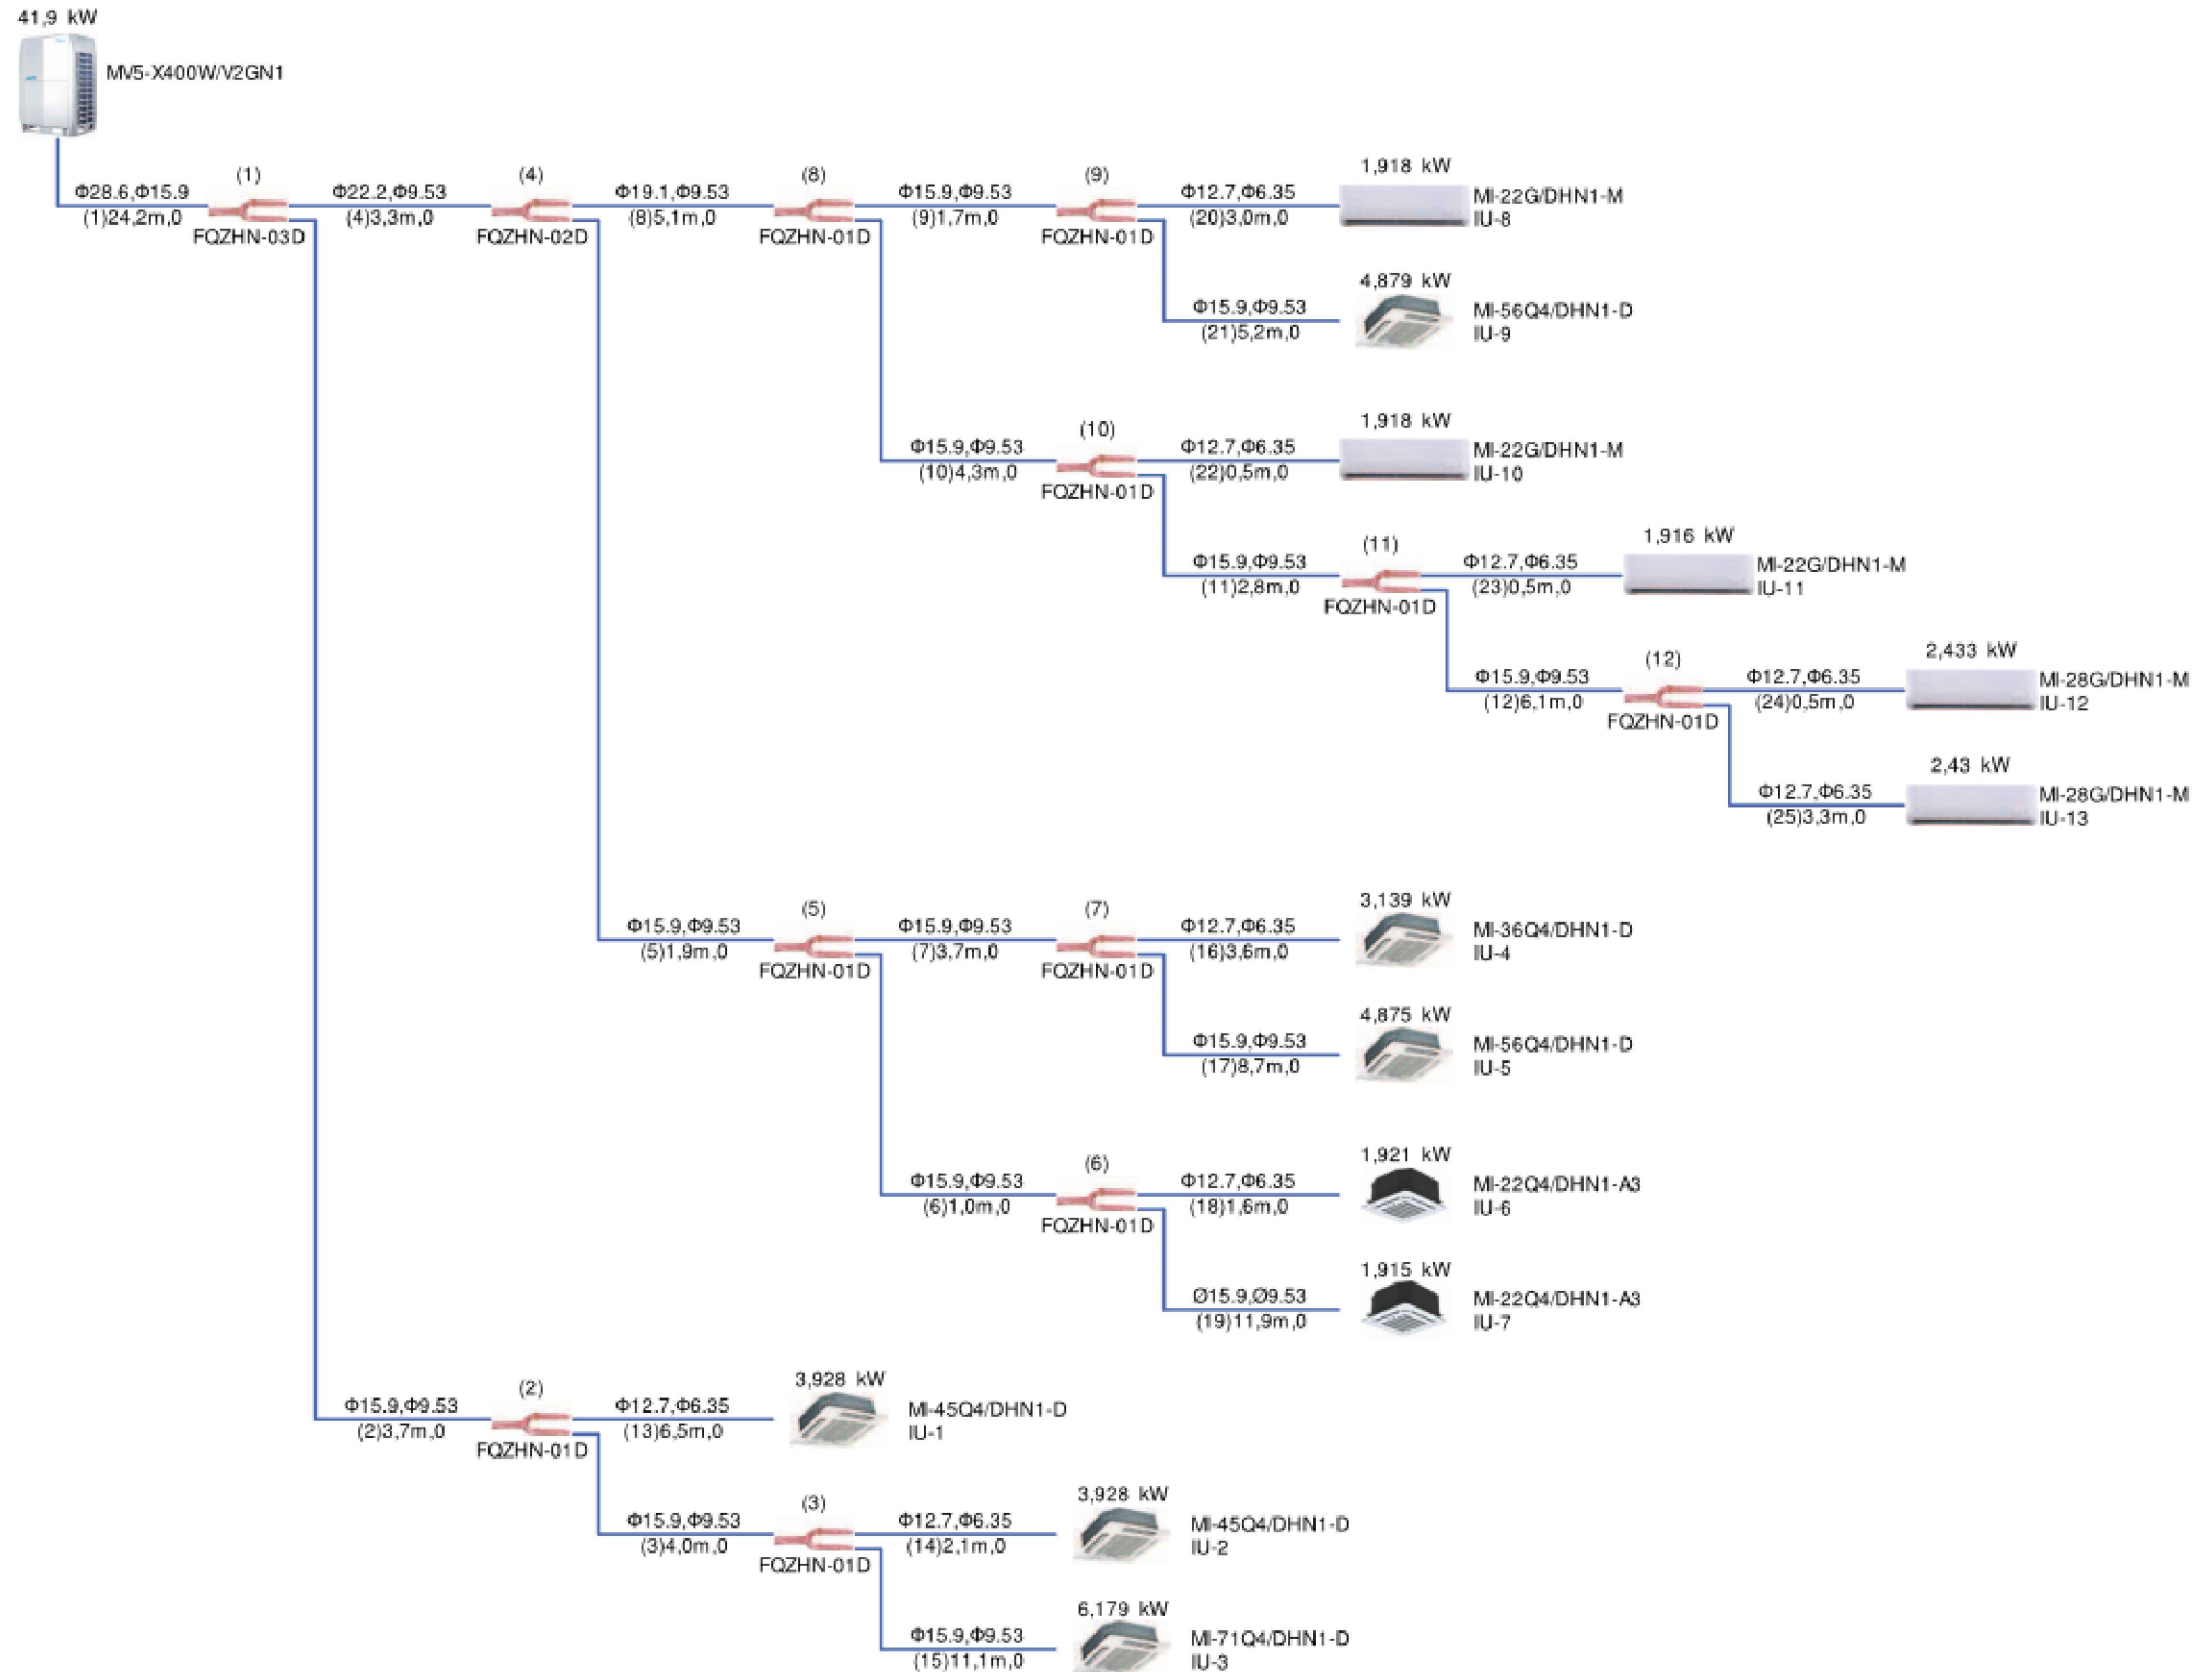 41,9 kW
MV5-X400W/V2GN1
Φ28.6,Φ15.9
(1)24,2m,0
(1)
FQZHN-03D
Φ22.2,Φ9.53
(4)3,3m,0
(4)
FQZHN-02D
Φ19.1,Φ9.53
(8)5,1m,0
(8)
FQZHN-01D
Φ15.9,Φ9.53
(9)1,7m,0
(9)
FQZHN-01D
Φ12.7,Φ6.35
(20)3,0m,0
1,918 kW
MI-22G/DHN1-M
IU-8
Φ15.9,Φ9.53
(21)5,2m,0
4,879 kW
MI-56Q4/DHN1-D
IU-9
Φ15.9,Φ9.53
(10)4,3m,0
(10)
FQZHN-01D
Φ12.7,Φ6.35
(22)0,5m,0
1,918 kW
MI-22G/DHN1-M
IU-10
Φ15.9,Φ9.53
(11)2,8m,0
(11)
FQZHN-01D
Φ12.7,Φ6.35
(23)0,5m,0
1,916 kW
MI-22G/DHN1-M
IU-11
Φ15.9,Φ9.53
(12)6,1m,0
(12)
FQZHN-01D
Φ12.7,Φ6.35
(24)0,5m,0
2,433 kW
MI-28G/DHN1-M
IU-12
Φ12.7,Φ6.35
(25)3,3m,0
2,43 kW
MI-28G/DHN1-M
IU-13
Φ15.9,Φ9.53
(5)1,9m,0
(5)
FQZHN-01D
Φ15.9,Φ9.53
(7)3,7m,0
(7)
FQZHN-01D
Φ12.7,Φ6.35
(16)3,6m,0
3,139 kW
MI-36Q4/DHN1-D
IU-4
Φ15.9,Φ9.53
(17)8,7m,0
4,875 kW
MI-56Q4/DHN1-D
IU-5
Φ15.9,Φ9.53
(6)1,0m,0
(6)
FQZHN-01D
Φ12.7,Φ6.35
(18)1,6m,0
1,921 kW
MI-22Q4/DHN1-A3
IU-6
Ø15.9,Ø9.53
(19)11,9m,0
1,915 kW
MI-22Q4/DHN1-A3
IU-7
Φ15.9,Φ9.53
(2)3,7m,0
(2)
FQZHN-01D
Φ12.7,Φ6.35
(13)6,5m,0
3,928 kW
MI-45Q4/DHN1-D
IU-1
Φ15.9,Φ9.53
(3)4,0m,0
(3)
FQZHN-01D
Φ12.7,Φ6.35
(14)2,1m,0
3,928 kW
MI-45Q4/DHN1-D
IU-2
Φ15.9,Φ9.53
(15)11,1m,0
6,179 kW
MI-71Q4/DHN1-D
IU-3